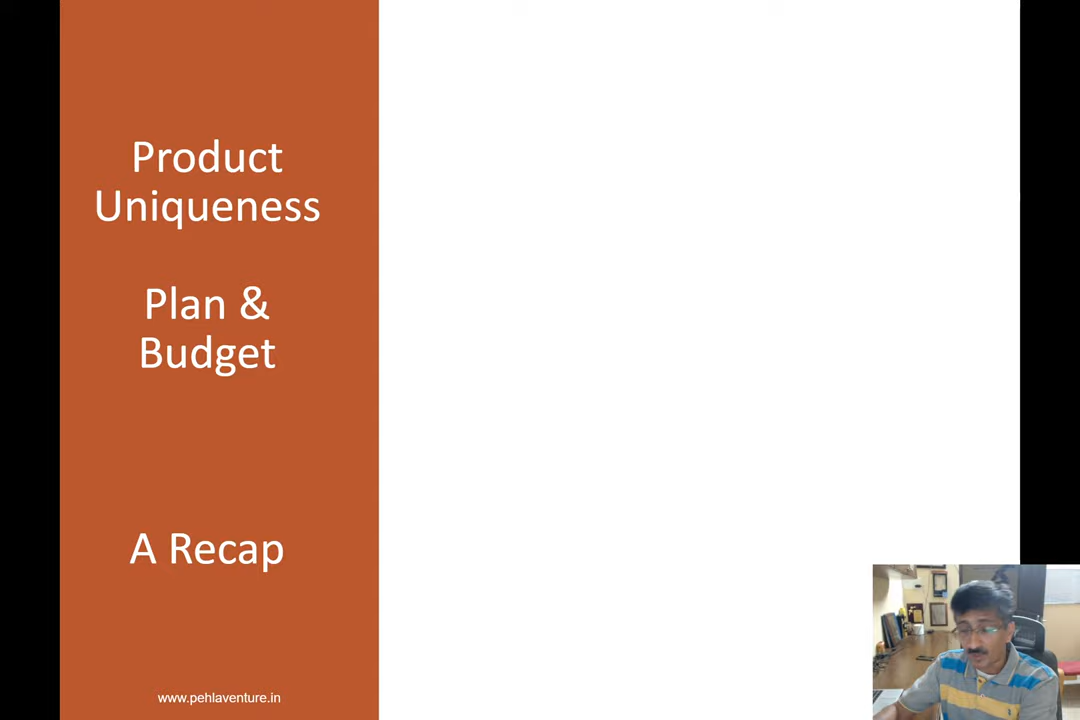 Product
Uniqueness
Plan &
Budget
A Recap
www.pehlaventure.in